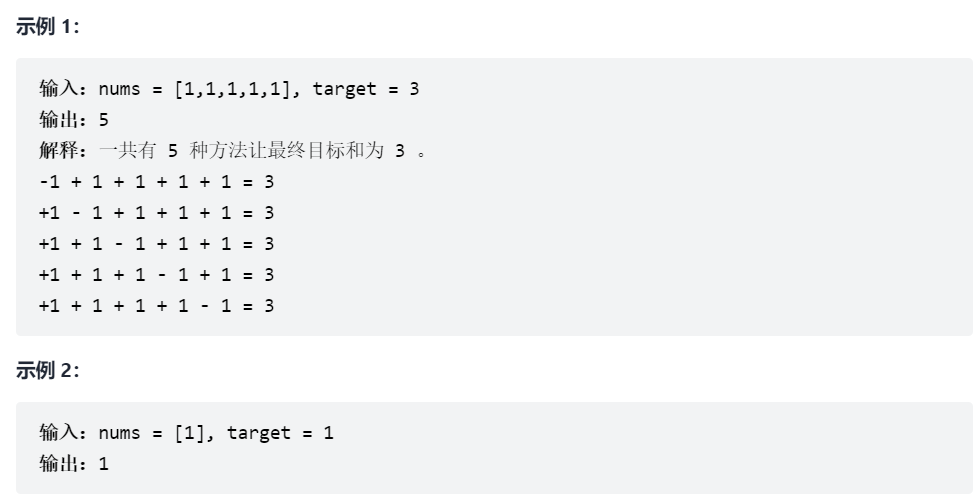 示例 1：
输入：nums = [1,1,1,1,1], target = 3
输出：5
解释：一共有 5 种方法让最终目标和为 3 。
-1 + 1 + 1 + 1 + 1 = 3
+1 - 1 + 1 + 1 + 1 = 3
+1 + 1 - 1 + 1 + 1 = 3
+1 + 1 + 1 - 1 + 1 = 3
+1 + 1 + 1 + 1 - 1 = 3
示例 2：
输入：nums = [1], target = 1
输出：1